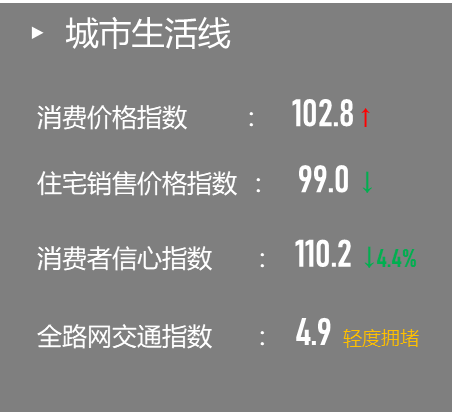 ▶ 城市生活线
消费价格指数 : 102.8 ↑
住宅销售价格指数 : 99.0 ↓
消费者信心指数 : 110.2 ↓4.4%
全路网交通指数 : 4.9 轻度拥堵